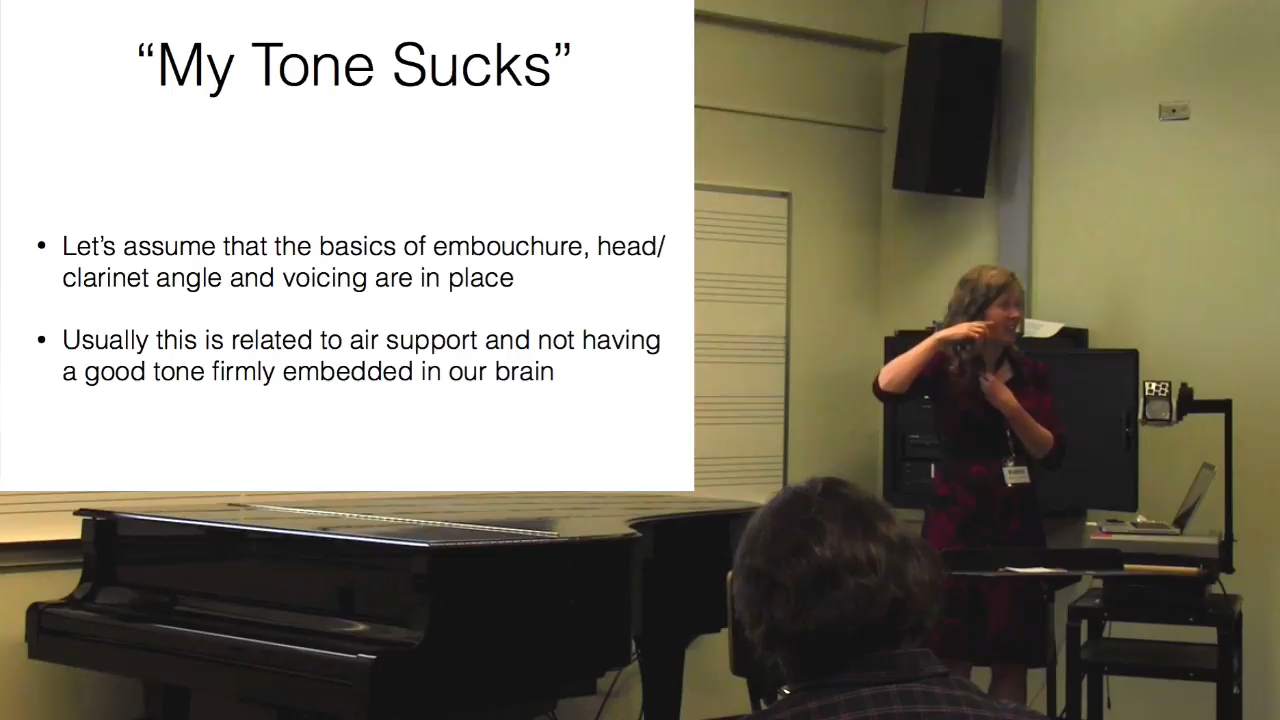 “My Tone Sucks”
• Let’s assume that the basics of embouchure, head/
clarinet angle and voicing are in place
• Usually this is related to air support and not having
a good tone firmly embedded in our brain